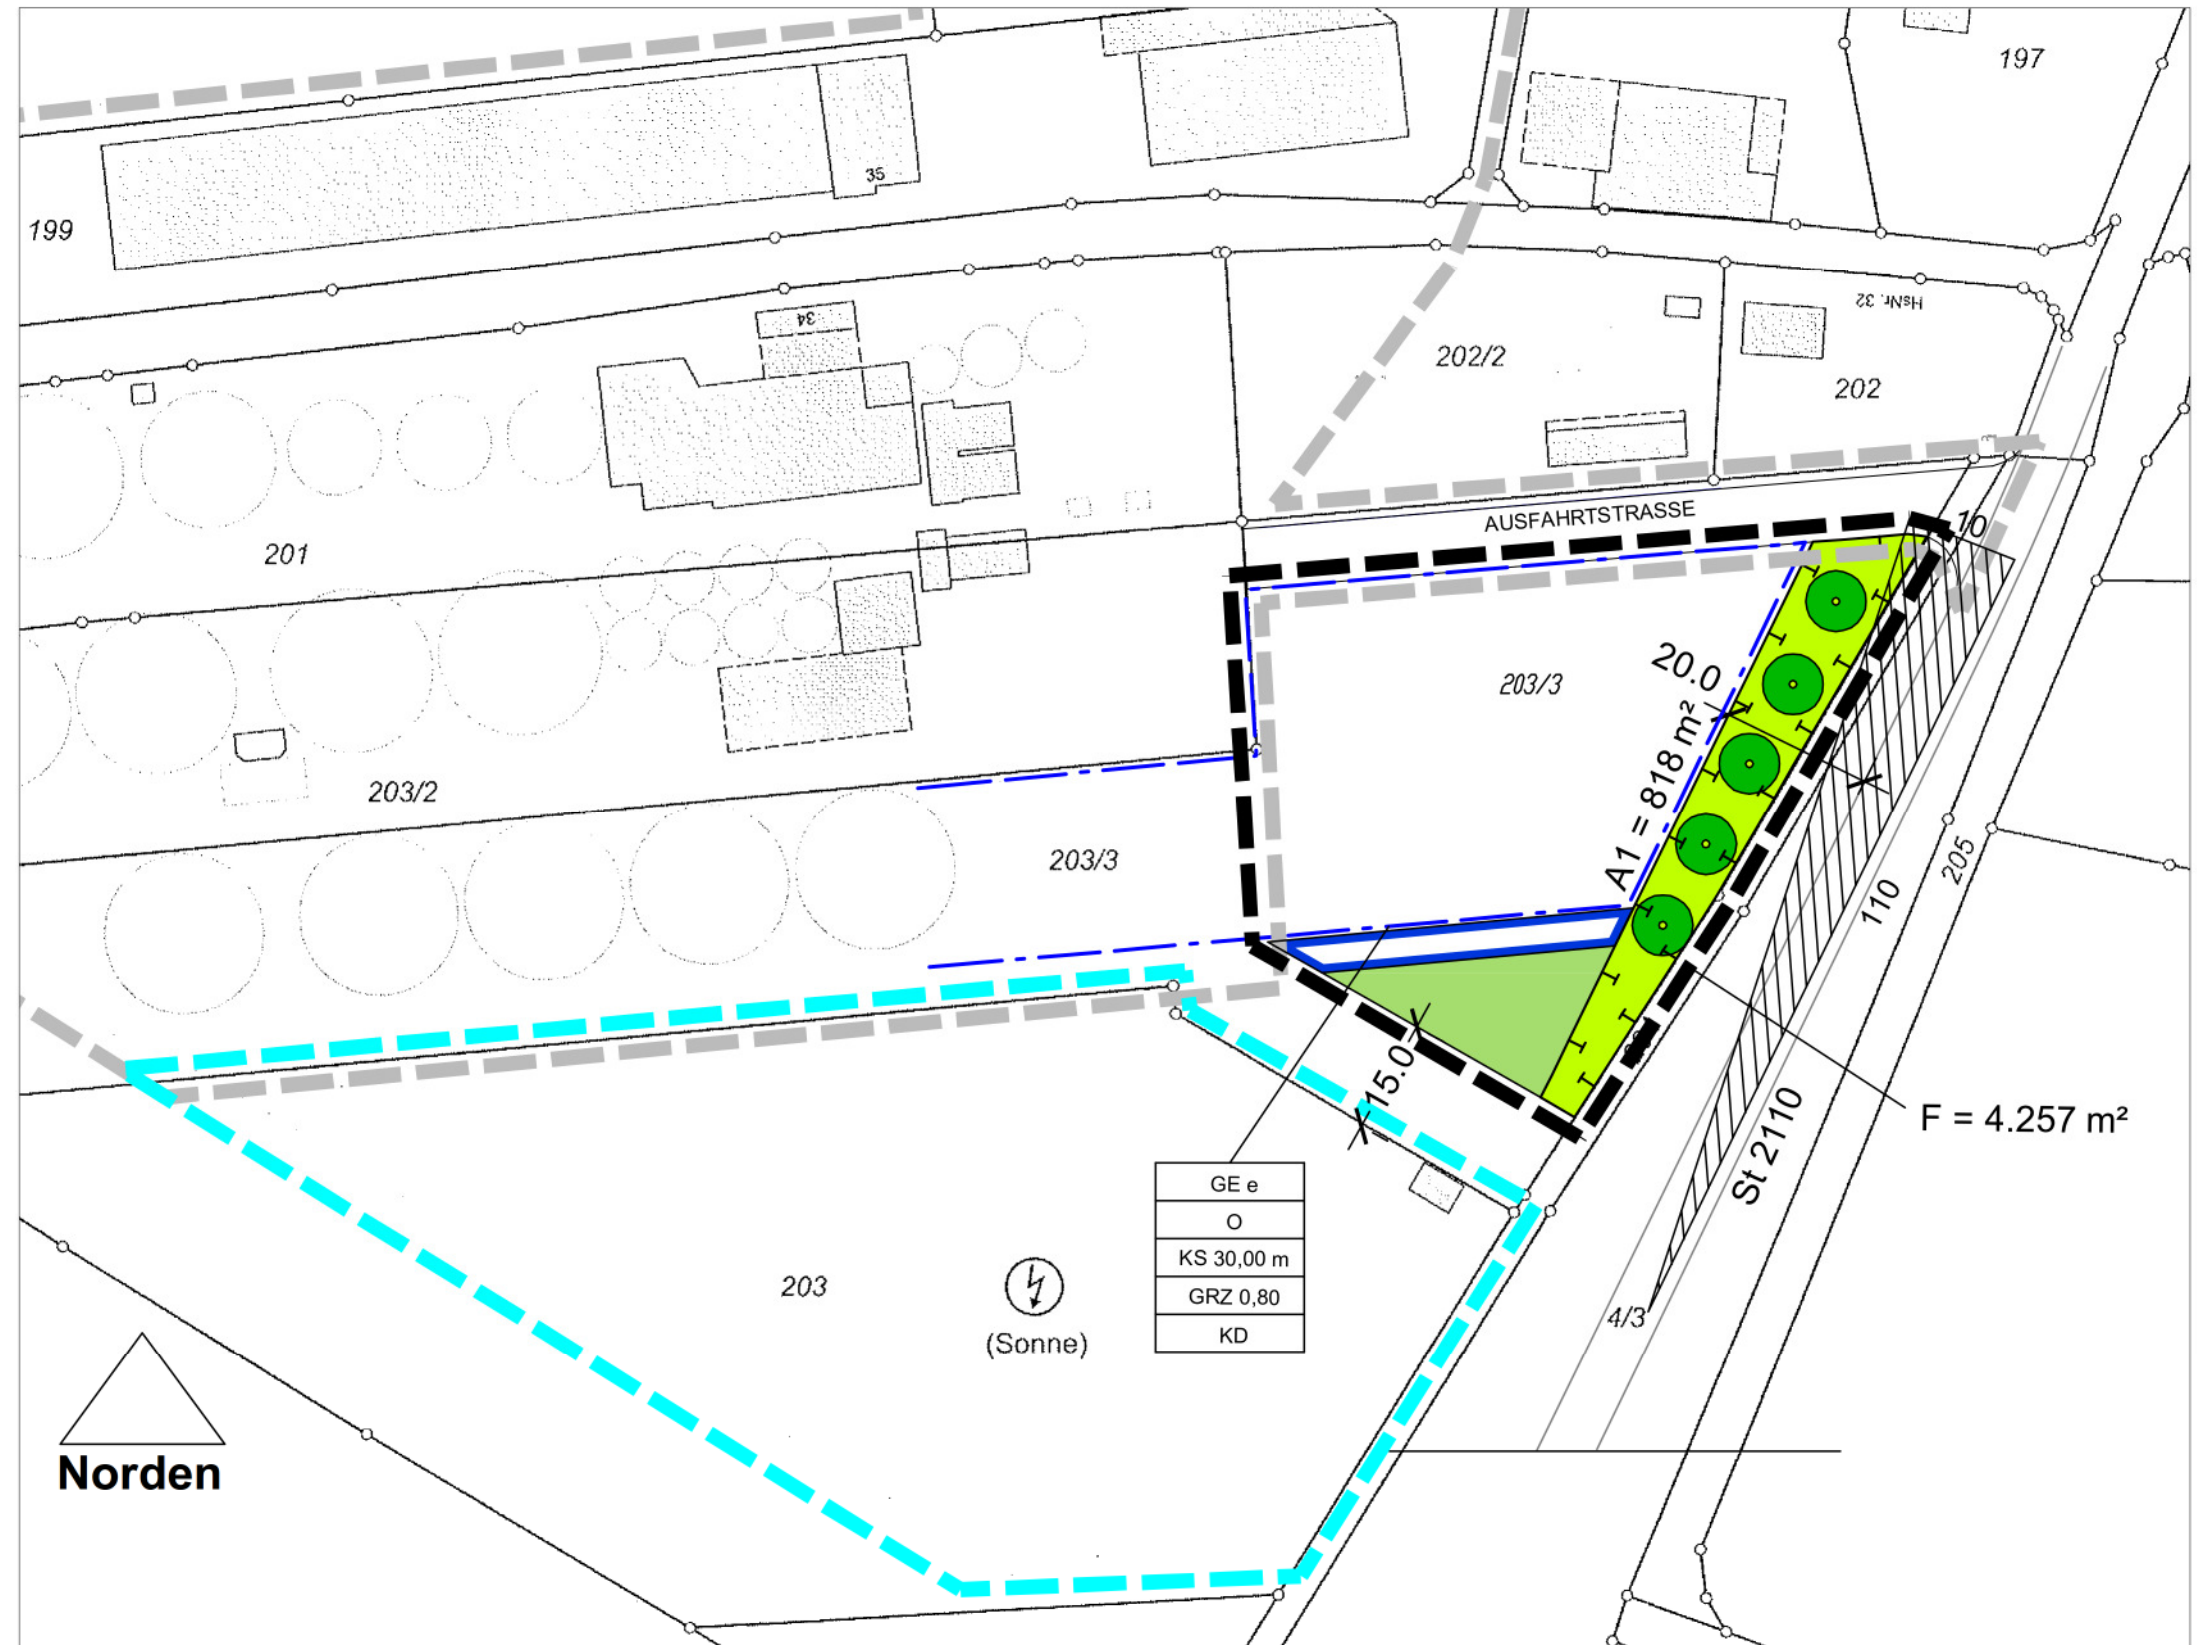 197
35
199
HsNr. 32
34
202/2
202
AUSFAHRTSTRASSE
10
201
20.0
203/3
A1 = 818 m²
203/2
203/3
205
110
15.0
St 2110
F = 4.257 m²
GE e
O
KS 30,00 m
GRZ 0,80
KD
203
(Sonne)
4/3
Norden